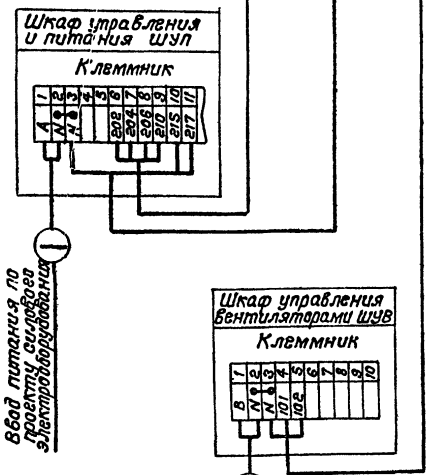 Шкаф управления
и питания ШУП
Клеммник
1 2 3 4 5 6 7 8 9 10 11
A N N 202 204 206 210 215 217
Ввод питания по
проекту силового
электрооборудования
Шкаф управления
вентиляторами ШУВ
Клеммник
1 2 3 4 5 6 7 8 9 10
B N N 101 102